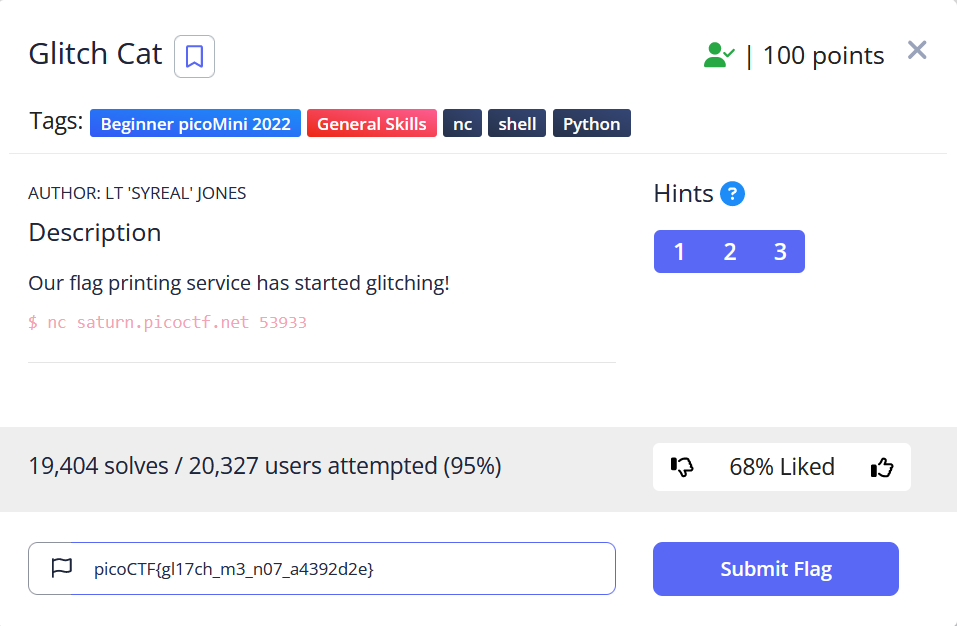 Glitch Cat
| 100 points
Tags: Beginner picoMini 2022 General Skills nc shell Python
AUTHOR: LT 'SYREAL' JONES
Hints ?
Description
1 2 3
Our flag printing service has started glitching!
$ nc saturn.picoctf.net 53933
19,404 solves / 20,327 users attempted (95%)
68% Liked
picoCTF{gl17ch_m3_n07_a4392d2e}
Submit Flag